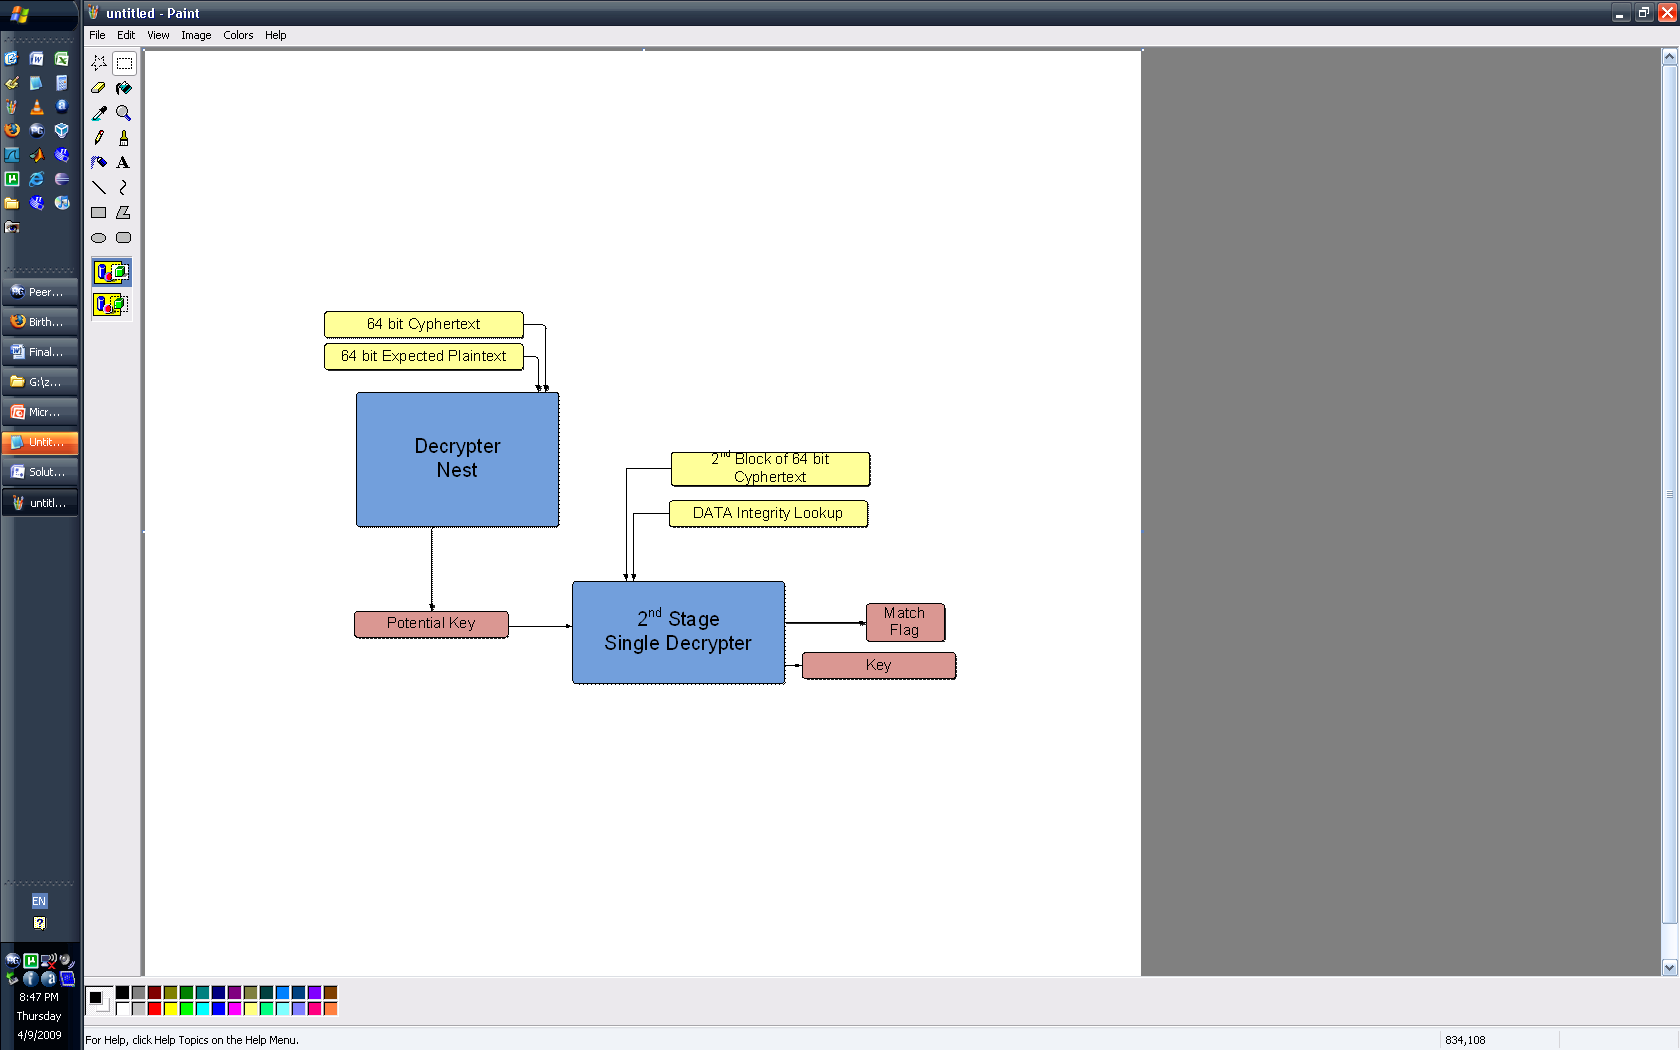 untitled - Paint
File Edit View Image Colors Help
Peer...
Birth...
Final...
G:\z...
Micr...
Untit...
Solut...
untitl...
EN
8:47 PM
Thursday
4/9/2009
64 bit Cyphertext
64 bit Expected Plaintext
Decrypter
Nest
2nd Block of 64 bit
Cyphertext
DATA Integrity Lookup
Potential Key
2nd Stage
Single Decrypter
Match
Flag
Key
For Help, click Help Topics on the Help Menu.
834,108